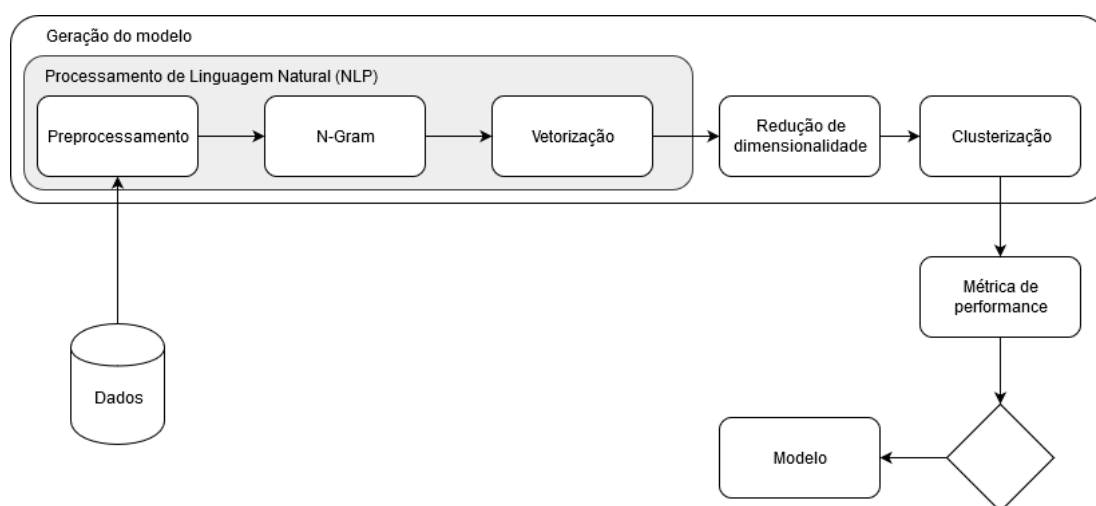 Geração do modelo
Processamento de Linguagem Natural (NLP)
Preprocessamento
N-Gram
Vetorização
Redução de
dimensionalidade
Clusterização
Métrica de
performance
Dados
Modelo